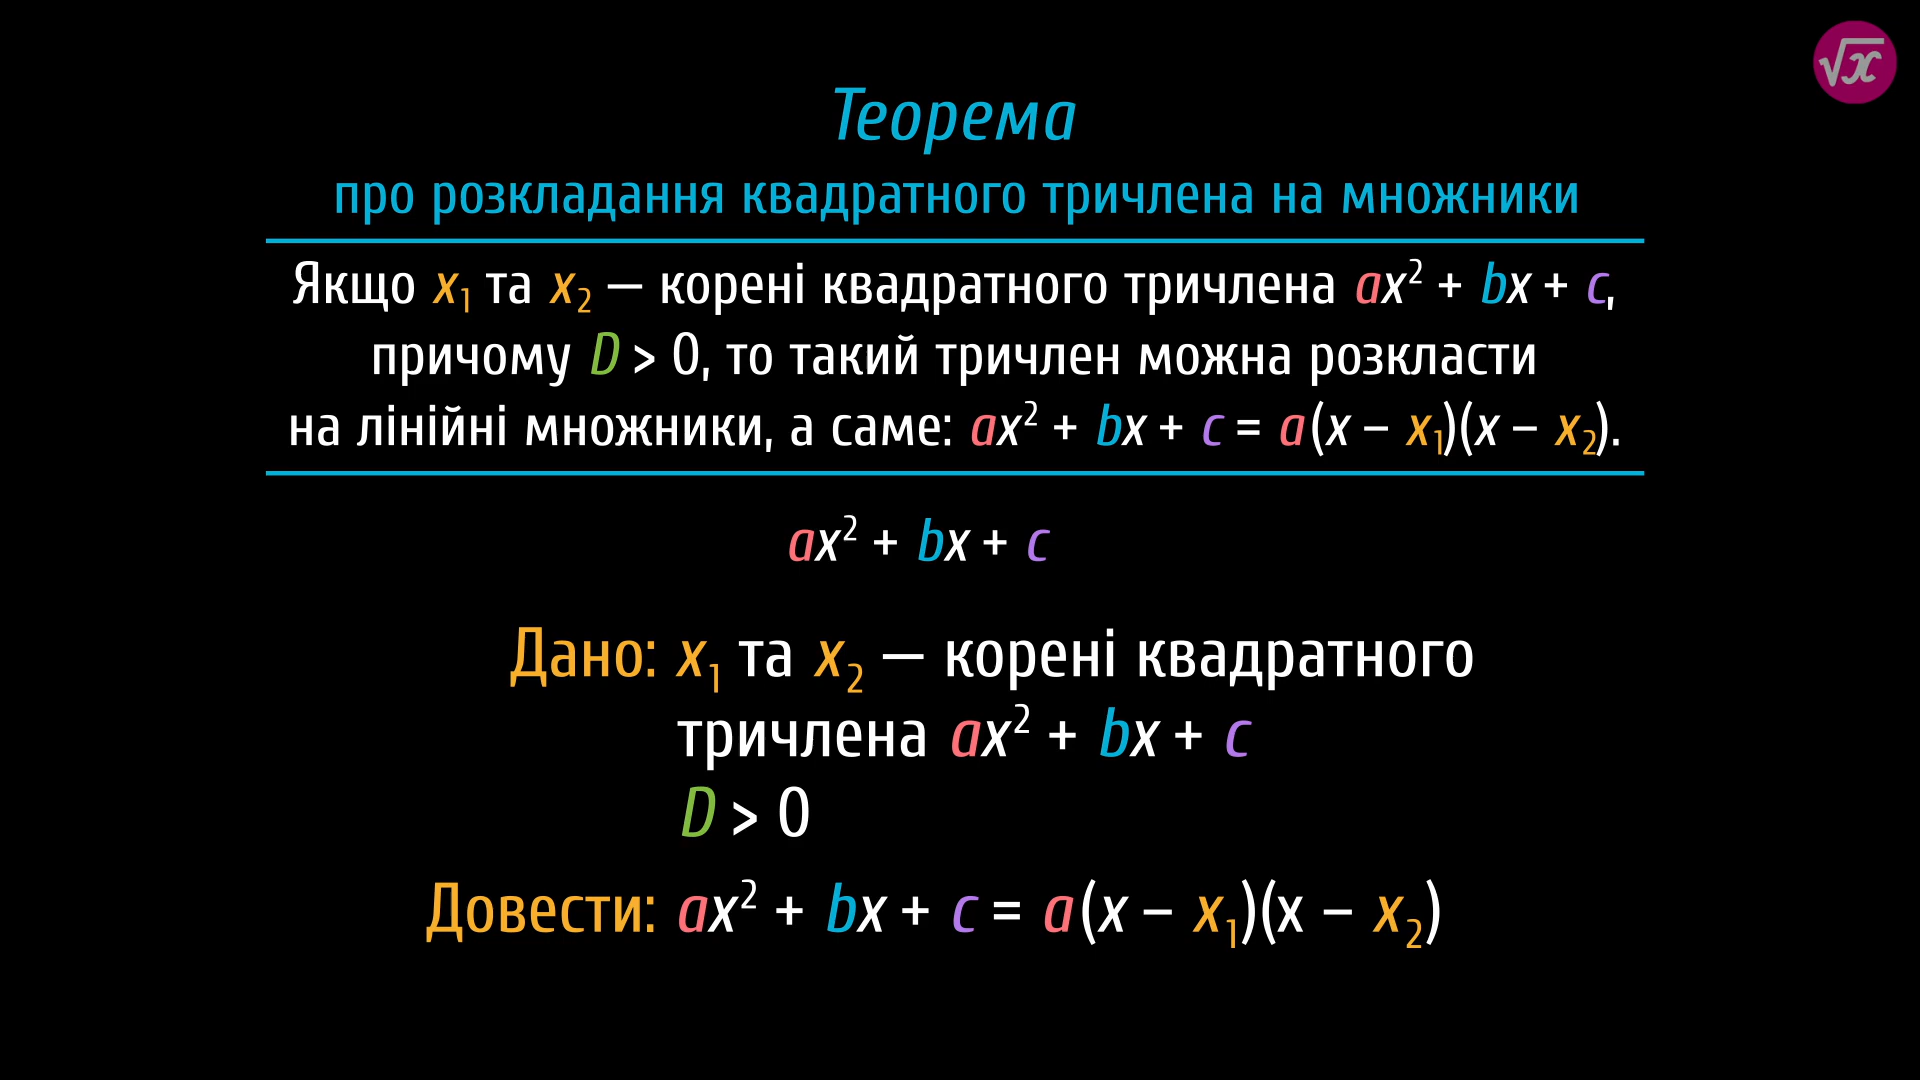 √x
Теорема
про розкладання квадратного тричлена на множники
Якщо x₁ та x₂ — корені квадратного тричлена ax² + bx + c,
причому D > 0, то такий тричлен можна розкласти
на лінійні множники, а саме: ax² + bx + c = a(x − x₁)(x − x₂).
ax² + bx + c
Дано: x₁ та x₂ — корені квадратного
тричлена ax² + bx + c
D > 0
Довести: ax² + bx + c = a(x − x₁)(x − x₂)